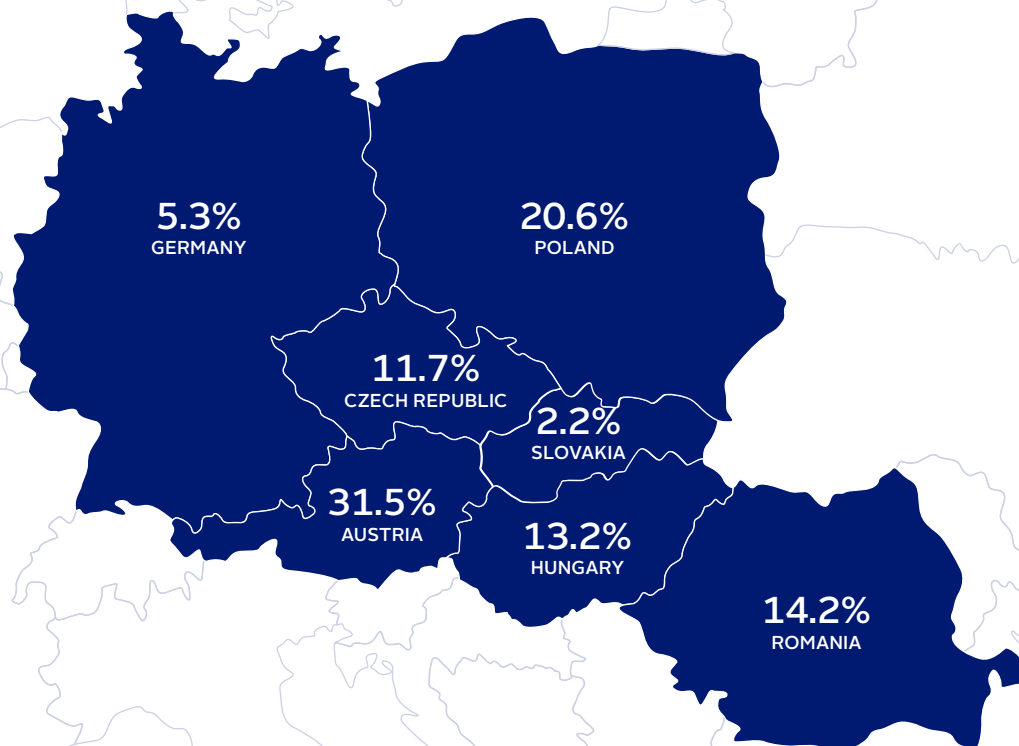 5.3%
GERMANY
20.6%
POLAND
11.7%
CZECH REPUBLIC
2.2%
SLOVAKIA
31.5%
AUSTRIA
13.2%
HUNGARY
14.2%
ROMANIA